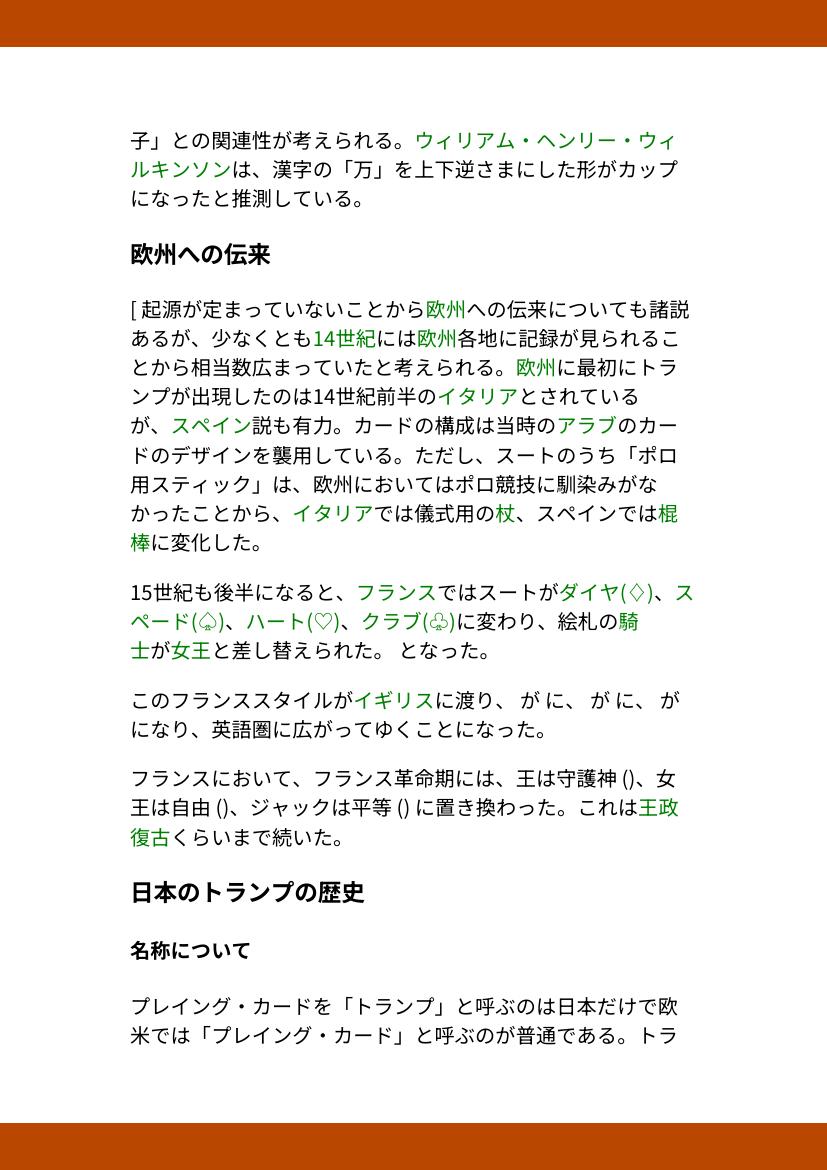 子」との関連性が考えられる。ウィリアム・ヘンリー・ウィ
ルキンソンは、漢字の「万」を上下逆さまにした形がカップ
になったと推測している。
欧州への伝来
[ 起源が定まっていないことから欧州への伝来についても諸説
あるが、少なくとも14世紀には欧州各地に記録が見られるこ
とから相当数広まっていたと考えられる。欧州に最初にトラ
ンプが出現したのは14世紀前半のイタリアとされている
が、スペイン説も有力。カードの構成は当時のアラブのカー
ドのデザインを襲用している。ただし、スートのうち「ポロ
用スティック」は、欧州においてはポロ競技に馴染みがな
かったことから、イタリアでは儀式用の杖、スペインでは棍
棒に変化した。
15世紀も後半になると、フランスではスートがダイヤ(♢)、ス
ペード(♤)、ハート(♡)、クラブ(♧)に変わり、絵札の騎
士が女王と差し替えられた。 となった。
このフランススタイルがイギリスに渡り、 が に、 が に、 が
になり、英語圏に広がってゆくことになった。
フランスにおいて、フランス革命期には、王は守護神 ()、女
王は自由 ()、ジャックは平等 () に置き換わった。これは王政
復古くらいまで続いた。
日本のトランプの歴史
名称について
プレイング・カードを「トランプ」と呼ぶのは日本だけで欧
米では「プレイング・カード」と呼ぶのが普通である。トラ